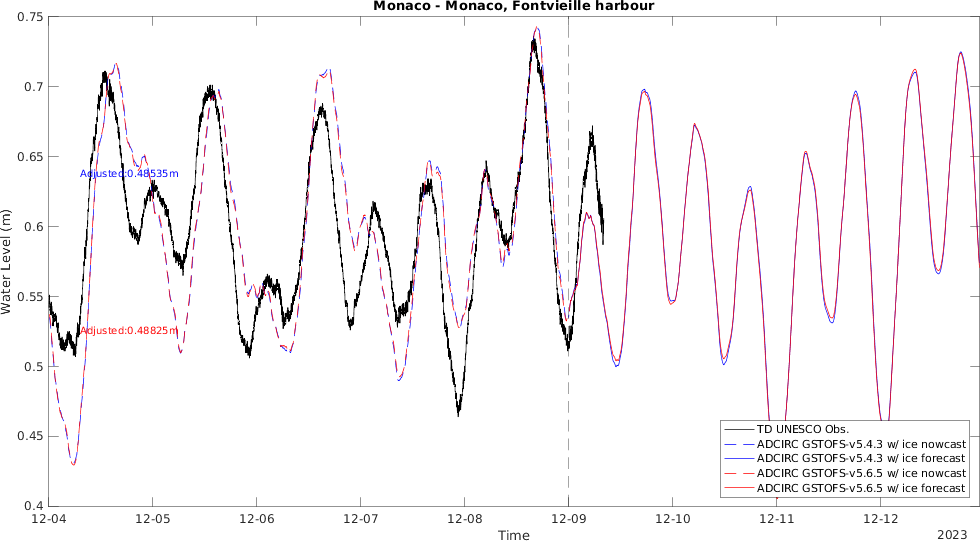 Monaco - Monaco, Fontvieille harbour
0.75
0.7
0.65
0.6
0.55
0.5
0.45
0.4
Water Level (m)
Adjusted:0.48535m
Adjusted:0.48825m
TD UNESCO Obs.
ADCIRC GSTOFS-v5.4.3 w/ ice nowcast
ADCIRC GSTOFS-v5.4.3 w/ ice forecast
ADCIRC GSTOFS-v5.6.5 w/ ice nowcast
ADCIRC GSTOFS-v5.6.5 w/ ice forecast
12-04 12-05 12-06 12-07 12-08 12-09 12-10 12-11 12-12
Time
2023